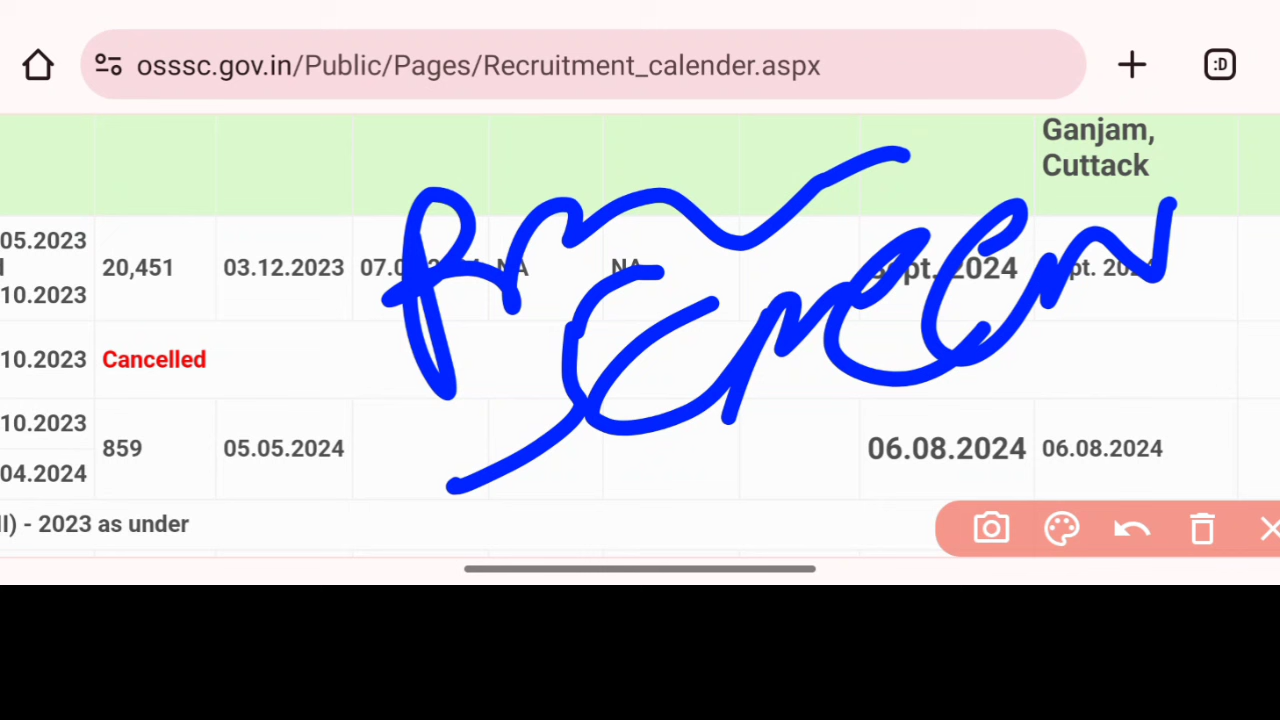 osssc.gov.in/Public/Pages/Recruitment_calender.aspx
:D
Ganjam,
Cuttack
05.2023
10.2023
20,451
03.12.2023
NA
NA
2024
10.2023
Cancelled
10.2023
04.2024
859
05.05.2024
06.08.2024
06.08.2024
II) - 2023 as under